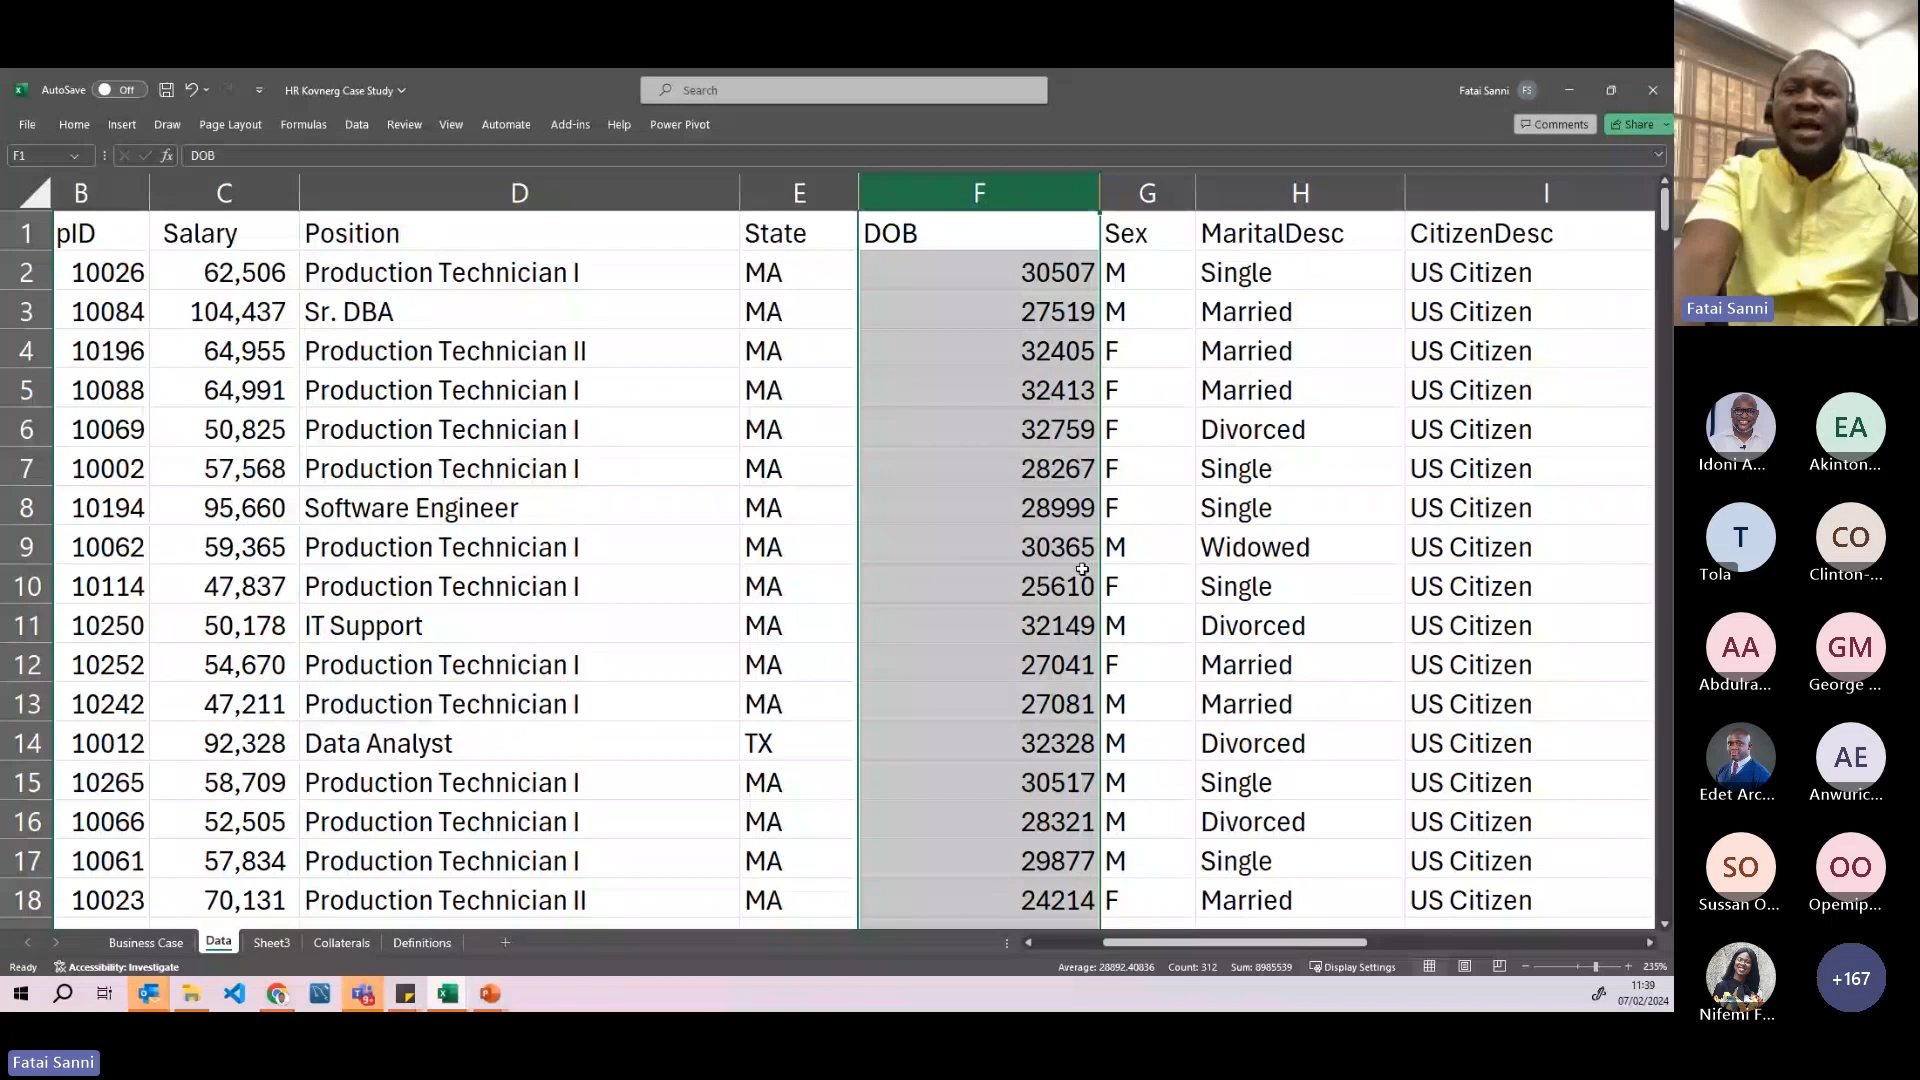 AutoSave Off HR Kovnerg Case Study Search Fatai Sanni FS
File Home Insert Draw Page Layout Formulas Data Review View Automate Add-ins Help Power Pivot Comments Share
F1 fx DOB
B C D E F G H I
1 pID Salary Position State DOB Sex MaritalDesc CitizenDesc
2 10026 62,506 Production Technician I MA 30507 M Single US Citizen
3 10084 104,437 Sr. DBA MA 27519 M Married US Citizen
4 10196 64,955 Production Technician II MA 32405 F Married US Citizen
5 10088 64,991 Production Technician I MA 32413 F Married US Citizen
6 10069 50,825 Production Technician I MA 32759 F Divorced US Citizen
7 10002 57,568 Production Technician I MA 28267 F Single US Citizen
8 10194 95,660 Software Engineer MA 28999 F Single US Citizen
9 10062 59,365 Production Technician I MA 30365 M Widowed US Citizen
10 10114 47,837 Production Technician I MA 25610 F Single US Citizen
11 10250 50,178 IT Support MA 32149 M Divorced US Citizen
12 10252 54,670 Production Technician I MA 27041 F Married US Citizen
13 10242 47,211 Production Technician I MA 27081 M Married US Citizen
14 10012 92,328 Data Analyst TX 32328 M Divorced US Citizen
15 10265 58,709 Production Technician I MA 30517 M Single US Citizen
16 10066 52,505 Production Technician I MA 28321 M Divorced US Citizen
17 10061 57,834 Production Technician I MA 29877 M Single US Citizen
18 10023 70,131 Production Technician II MA 24214 F Married US Citizen
Business Case Data Sheet3 Collaterals Definitions
Ready Accessibility: Investigate Average: 28892.40836 Count: 312 Sum: 8985539 Display Settings 235%
11:39
07/02/2024
Fatai Sanni
Fatai Sanni
EA
Idoni A... Akinton...
T CO
Tola Clinton-...
AA GM
Abdulra... George ...
AE
Edet Arc... Anwuric...
SO OO
Sussan O... Opemip...
+167
Nifemi F...